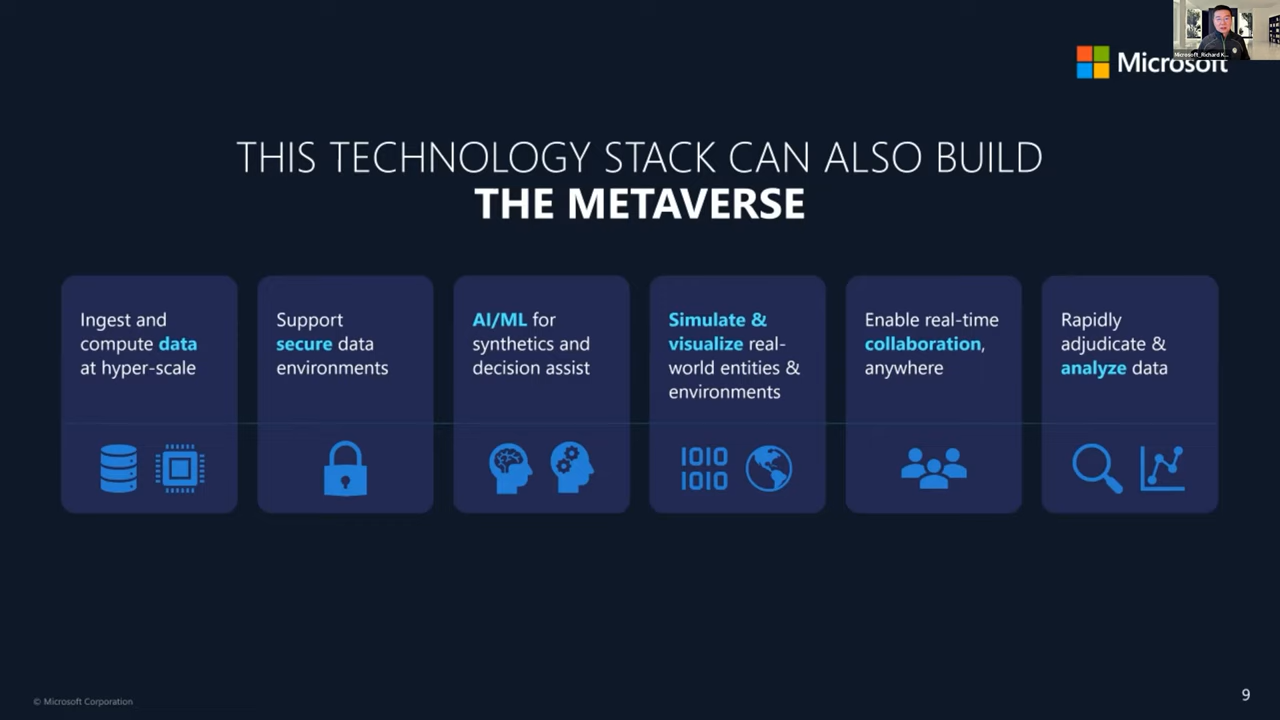 Microsoft_Richard K...
Microsoft
THIS TECHNOLOGY STACK CAN ALSO BUILD
THE METAVERSE
Ingest and
compute data
at hyper-scale
Support
secure data
environments
AI/ML for
synthetics and
decision assist
Simulate &
visualize real-
world entities &
environments
Enable real-time
collaboration,
anywhere
Rapidly
adjudicate &
analyze data
1010
1010
© Microsoft Corporation
9